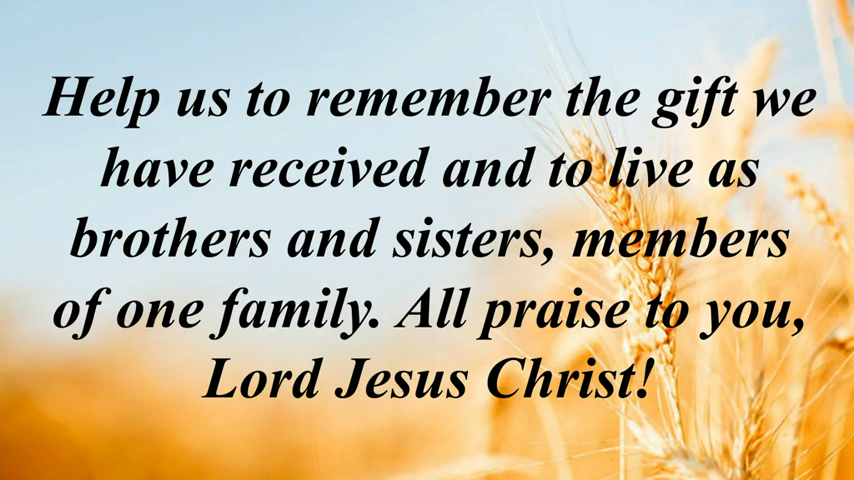 Help us to remember the gift we
have received and to live as
brothers and sisters, members
of one family. All praise to you,
Lord Jesus Christ!